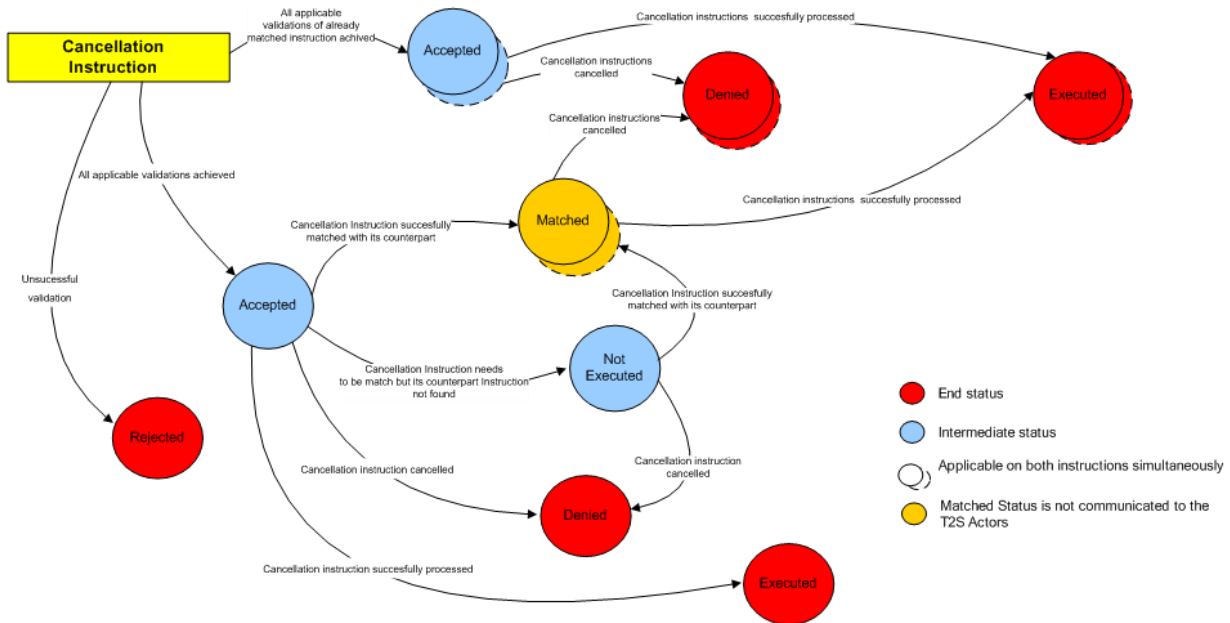 All applicable
validations of already
matched instruction achived
Cancellation instructions  succesfully processed
Cancellation
Instruction
Accepted
Cancellation instructions
cancelled
Denied
Executed
Cancellation instructions
cancelled
All applicable validations achieved
Cancellation Instruction succesfully
matched with its counterpart
Matched
Cancellation instructions  succesfully processed
Unsucessful
validation
Accepted
Cancellation Instruction succesfully
matched with its counterpart
Cancellation Instruction needs
to be match but its counterpart Instruction
not found
Not
Executed
End status
Rejected
Intermediate status
Cancellation instruction cancelled
Cancellation instruction
cancelled
Applicable on both instructions simultaneously
Denied
Matched Status is not communicated to the
T2S Actors
Cancellation instruction succesfully processed
Executed